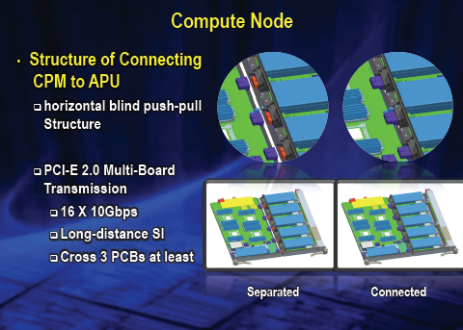 Compute Node
· Structure of Connecting
CPM to APU
horizontal blind push-pull
Structure
PCI-E 2.0 Multi-Board
Transmission
16 X 10Gbps
Long-distance SI
Cross 3 PCBs at least
Separated
Connected